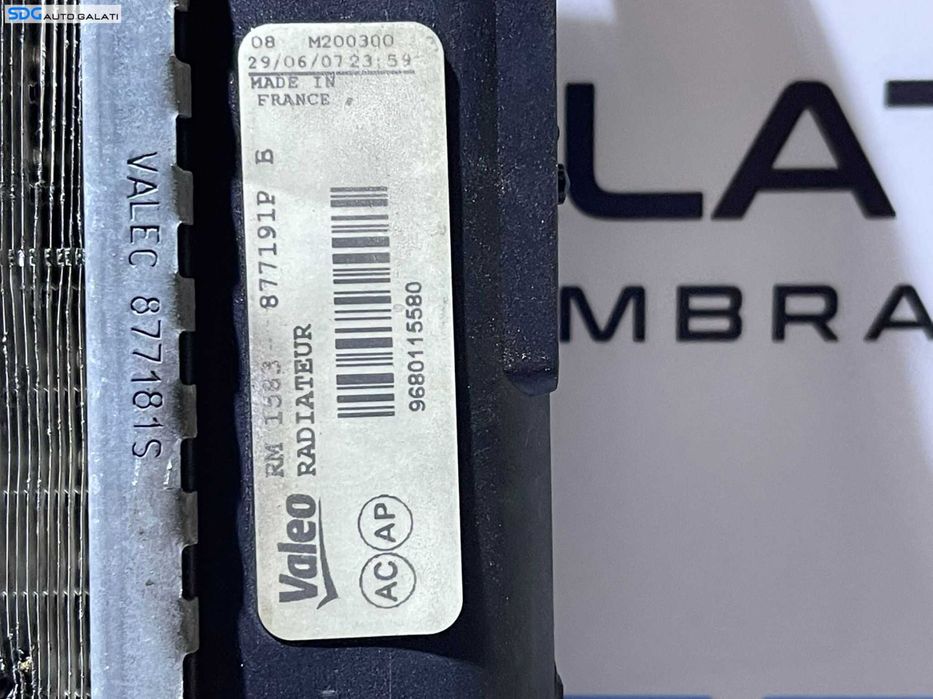 SDG AUTO GALATI
08 M200300
29/06/07 23:59
MADE IN
FRANCE
VALEC 877181S
RM 1583 877191P B
Valeo RADIATEUR
9680115580
AC AP
LAT
MBRA